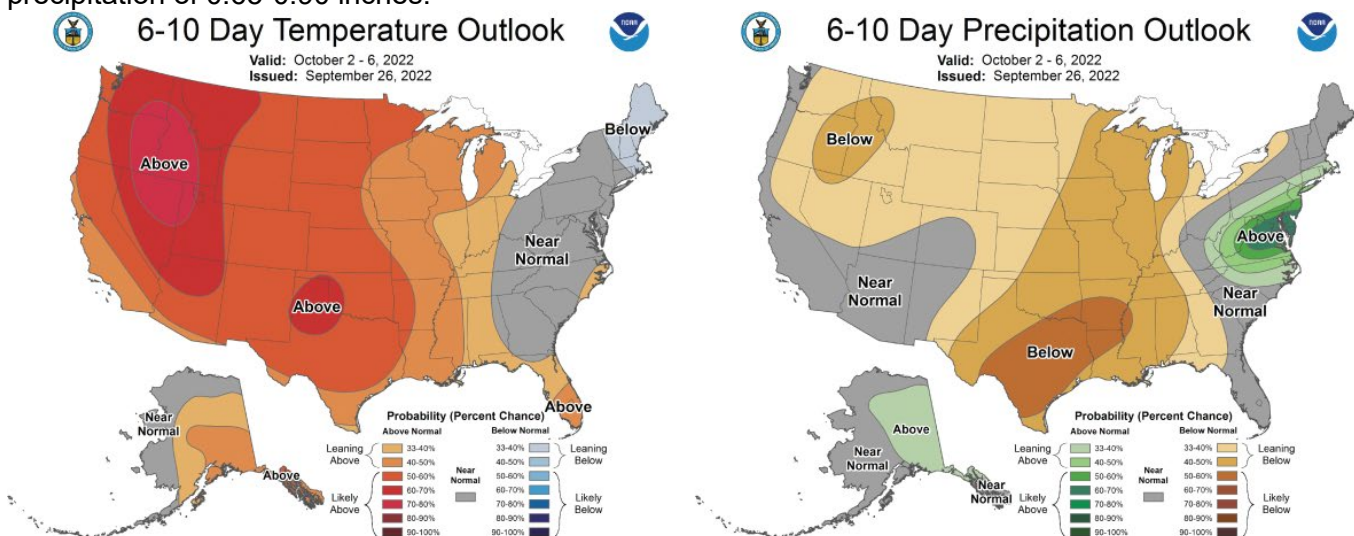 6-10 Day Temperature Outlook
Valid: October 2 - 6, 2022
Issued: September 26, 2022
Above
Below
Near
Normal
Above
Above
Near
Normal
Above
Probability (Percent Chance)
Above Normal
Below Normal
Leaning
Above
33-40%
40-50%
50-60%
60-70%
70-80%
80-90%
90-100%
Likely
Above
Near
Normal
33-40%
40-50%
50-60%
60-70%
70-80%
80-90%
90-100%
Leaning
Below
Likely
Below
6-10 Day Precipitation Outlook
NOAA
Valid: October 2 - 6, 2022
Issued: September 26, 2022
Below
Above
Near
Normal
Near
Normal
Below
Above
Near
Normal
Near
Normal
Probability (Percent Chance)
Above Normal
Below Normal
Leaning
Above
33-40%
40-50%
50-60%
60-70%
70-80%
80-90%
90-100%
Likely
Above
Near
Normal
33-40%
40-50%
50-60%
60-70%
70-80%
80-90%
90-100%
Leaning
Below
Likely
Below